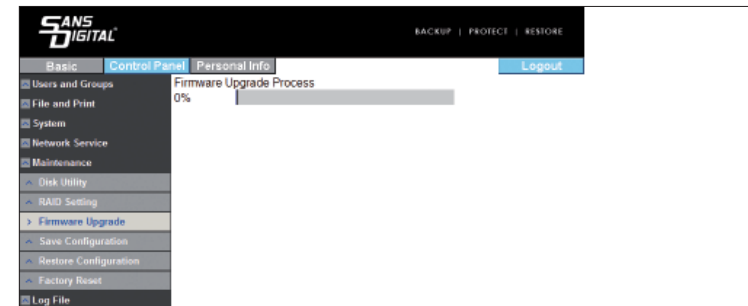 SANS
DIGITAL
BACKUP | PROTECT | RESTORE
Basic Control Panel Personal Info Logout
Users and Groups
File and Print
System
Network Service
Maintenance
Disk Utility
RAID Setting
> Firmware Upgrade
Save Configuration
Restore Configuration
Factory Reset
Log File
Firmware Upgrade Process
0%